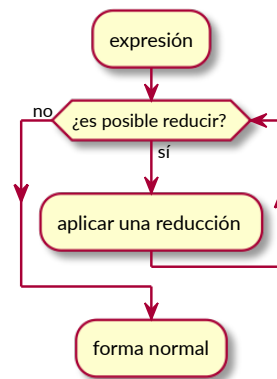 expresión
no
¿es posible reducir?
sí
aplicar una reducción
forma normal